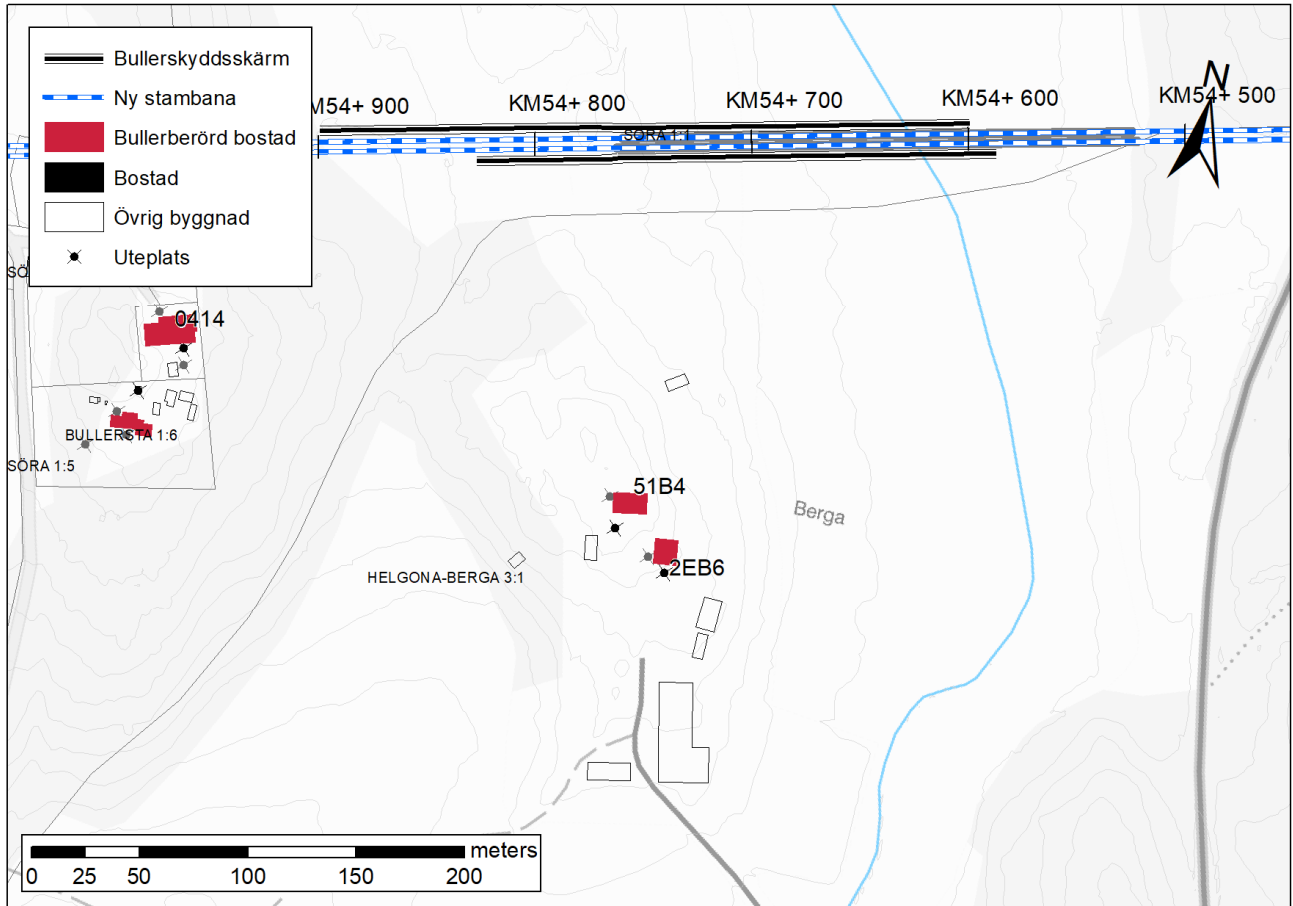 Bullerskyddsskärm
Ny stambana
Bullerberörd bostad
Bostad
Övrig byggnad
Uteplats
M54+ 900
KM54+ 800
KM54+ 700
KM54+ 600
KM54+ 500
N
SÖRA 1:1
SÖ
0414
BULLERSTA 1:6
SÖRA 1:5
51B4
Berga
2EB6
HELGONA-BERGA 3:1
meters
0 25 50 100 150 200